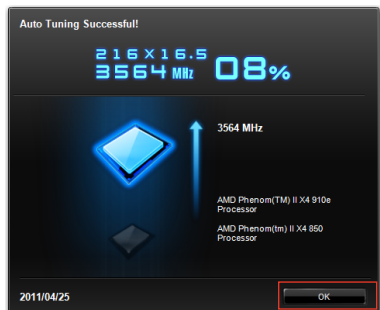 Auto Tuning Successful!
216X16.5
3564 MHz 08%
3564 MHz
AMD Phenom(TM) II X4 910e
Processor
AMD Phenom(tm) II X4 850
Processor
2011/04/25
OK